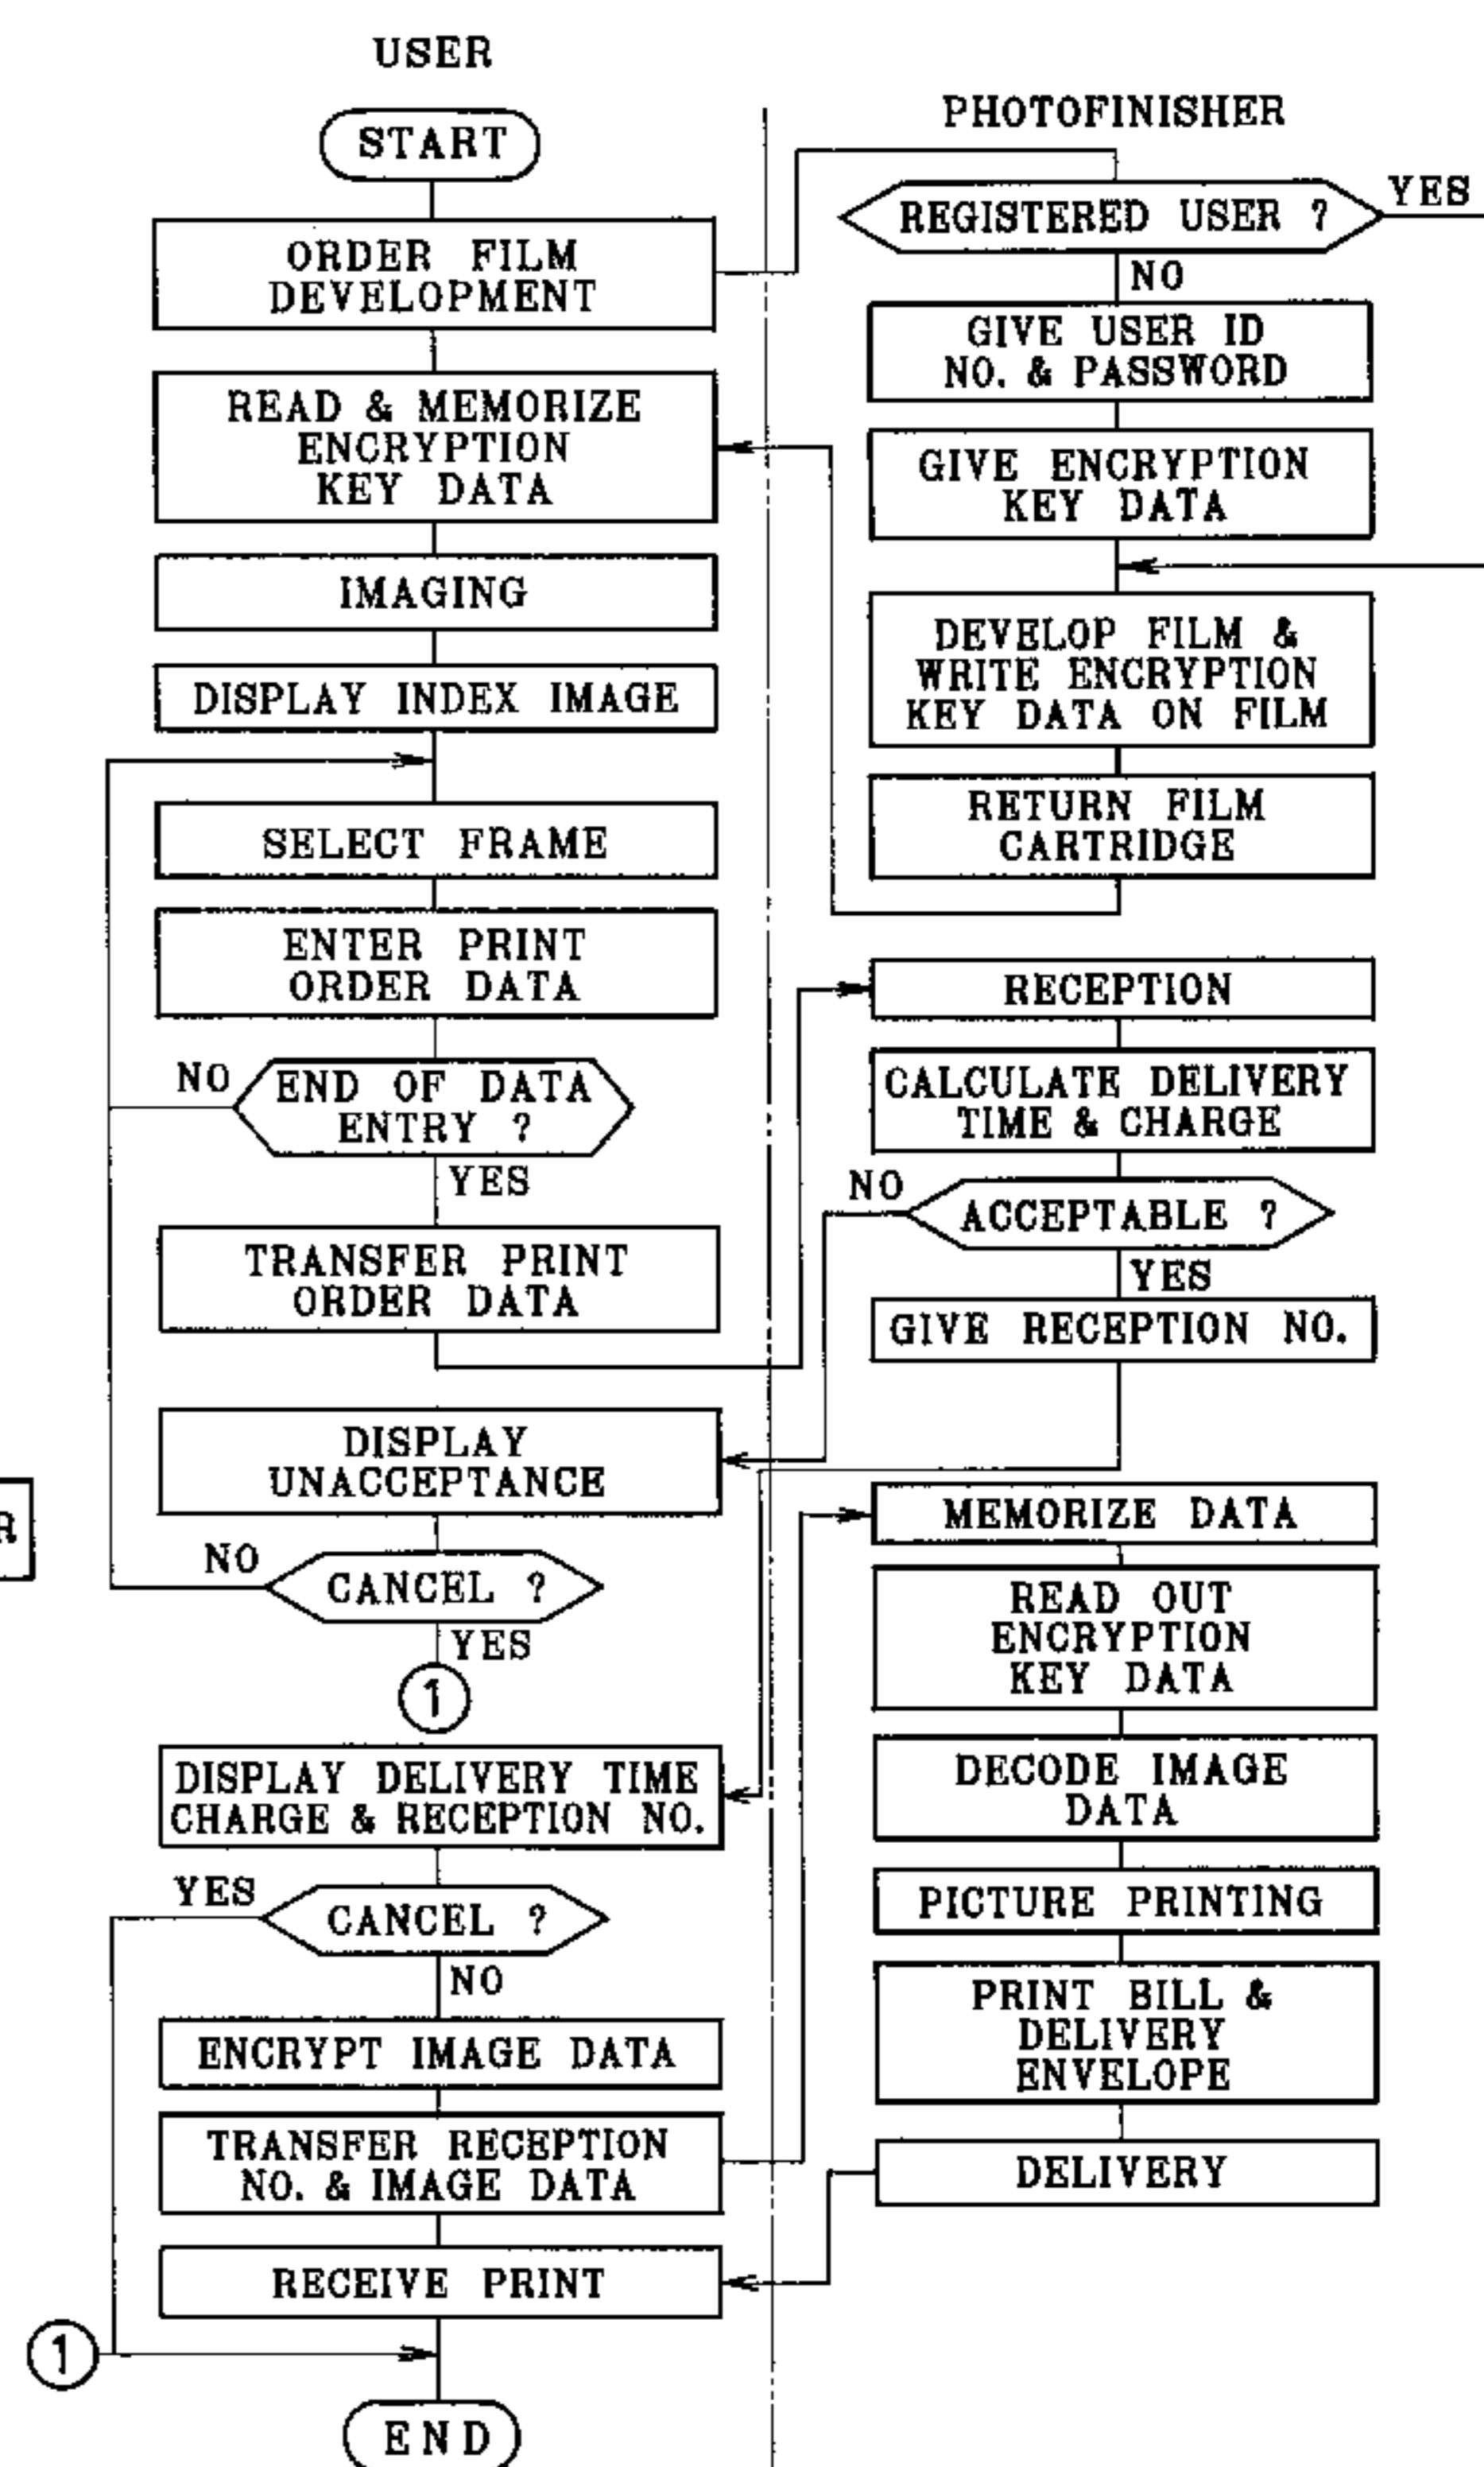 USER
START
ORDER FILM
DEVELOPMENT
READ & MEMORIZE
ENCRYPTION
KEY DATA
IMAGING
DISPLAY INDEX IMAGE
SELECT FRAME
ENTER PRINT
ORDER DATA
NO
END OF DATA
ENTRY ?
YES
TRANSFER PRINT
ORDER DATA
DISPLAY
UNACCEPTANCE
R
NO
CANCEL ?
YES
1
DISPLAY DELIVERY TIME
CHARGE & RECEPTION NO.
YES
CANCEL ?
NO
ENCRYPT IMAGE DATA
TRANSFER RECEPTION
NO. & IMAGE DATA
RECEIVE PRINT
1
END
PHOTOFINISHER
REGISTERED USER ?
YES
NO
GIVE USER ID
NO. & PASSWORD
GIVE ENCRYPTION
KEY DATA
DEVELOP FILM &
WRITE ENCRYPTION
KEY DATA ON FILM
RETURN FILM
CARTRIDGE
RECEPTION
CALCULATE DELIVERY
TIME & CHARGE
NO
ACCEPTABLE ?
YES
GIVE RECEPTION NO.
MEMORIZE DATA
READ OUT
ENCRYPTION
KEY DATA
DECODE IMAGE
DATA
PICTURE PRINTING
PRINT BILL &
DELIVERY
ENVELOPE
DELIVERY